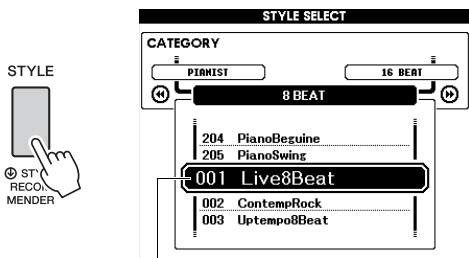 STYLE SELECT
CATEGORY
PIANIST
16 BEAT
8 BEAT
204 PianoBeguine
205 PianoSwing
001 Live8Beat
002 ContempRock
003 Uptempo8Beat
STYLE
MENDER